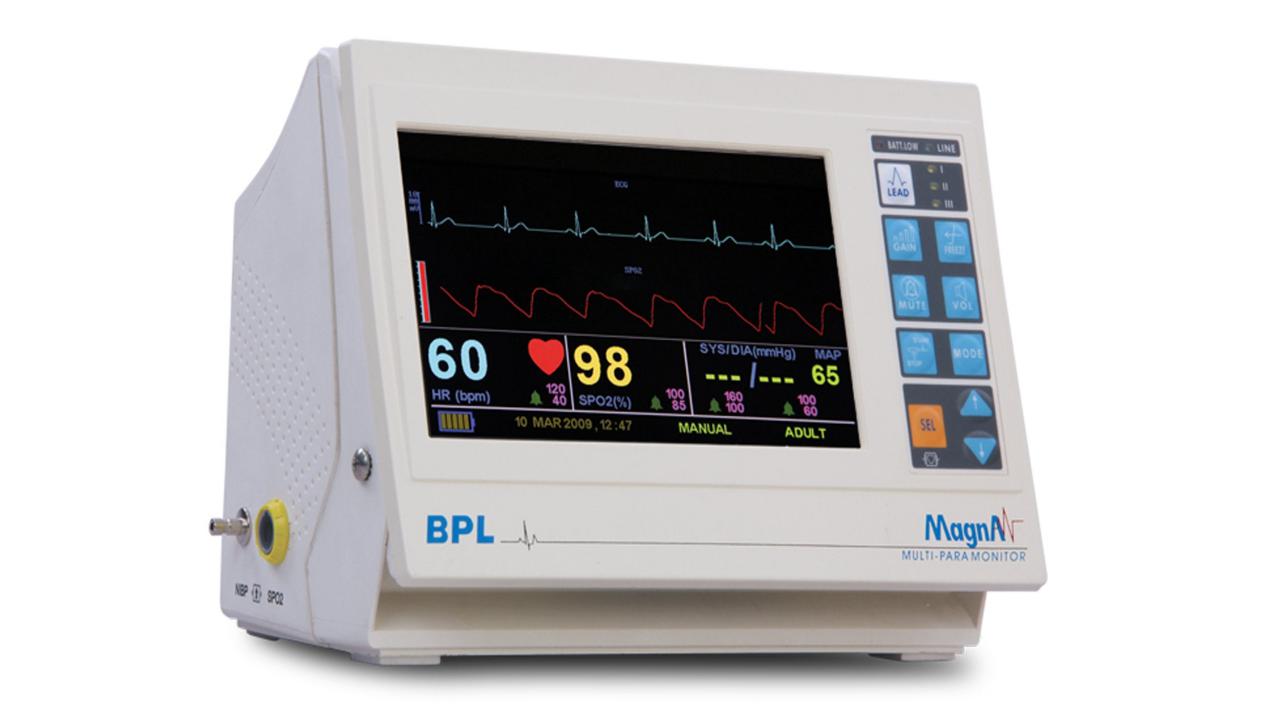 ECG
SPO2
60
HR (bpm)
120
40
98
SPO2(%)
100
85
SYS/DIA(mmHg) MAP
---/--- 65
160
100
100
60
10 MAR 2009, 12:47 MANUAL ADULT
BATT.LOW LINE
LEAD
I
II
III
GAIN FREEZE
MUTE VOL
START
STOP
MODE
SEL
BPL
MagnA
MULTI-PARA MONITOR
NIBP SPO2